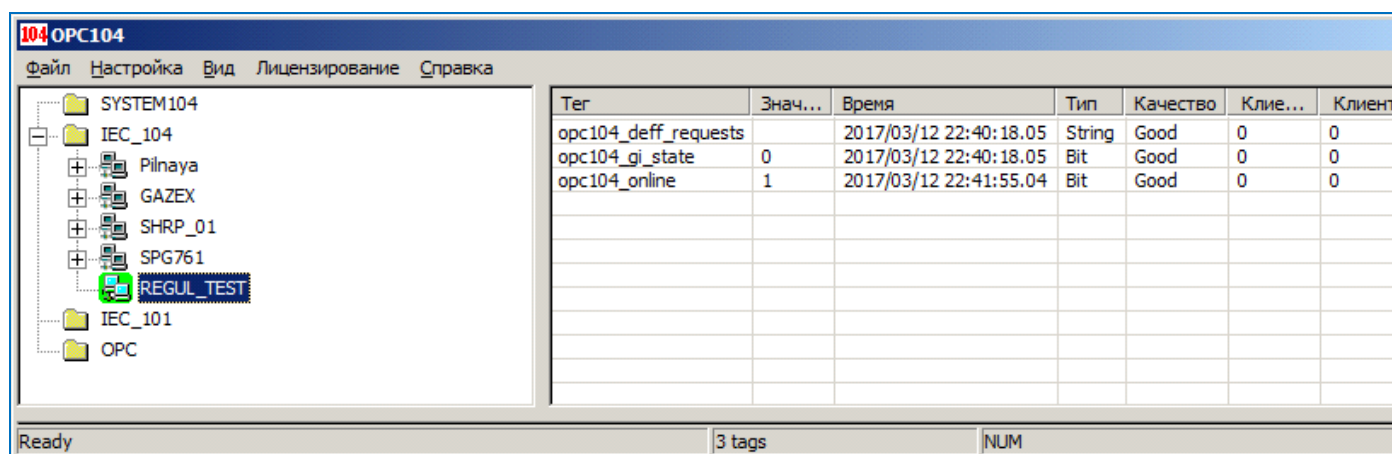 104 OPC104
Файл Настройка Вид Лицензирование Справка
SYSTEM104
IEC_104
Pilnaya
GAZEX
SHRP_01
SPG761
REGUL_TEST
IEC_101
OPC
Тег Знач... Время Тип Качество Клие... Клиент
opc104_deff_requests 2017/03/12 22:40:18.05 String Good 0 0
opc104_gi_state 0 2017/03/12 22:40:18.05 Bit Good 0 0
opc104_online 1 2017/03/12 22:41:55.04 Bit Good 0 0
Ready 3 tags NUM